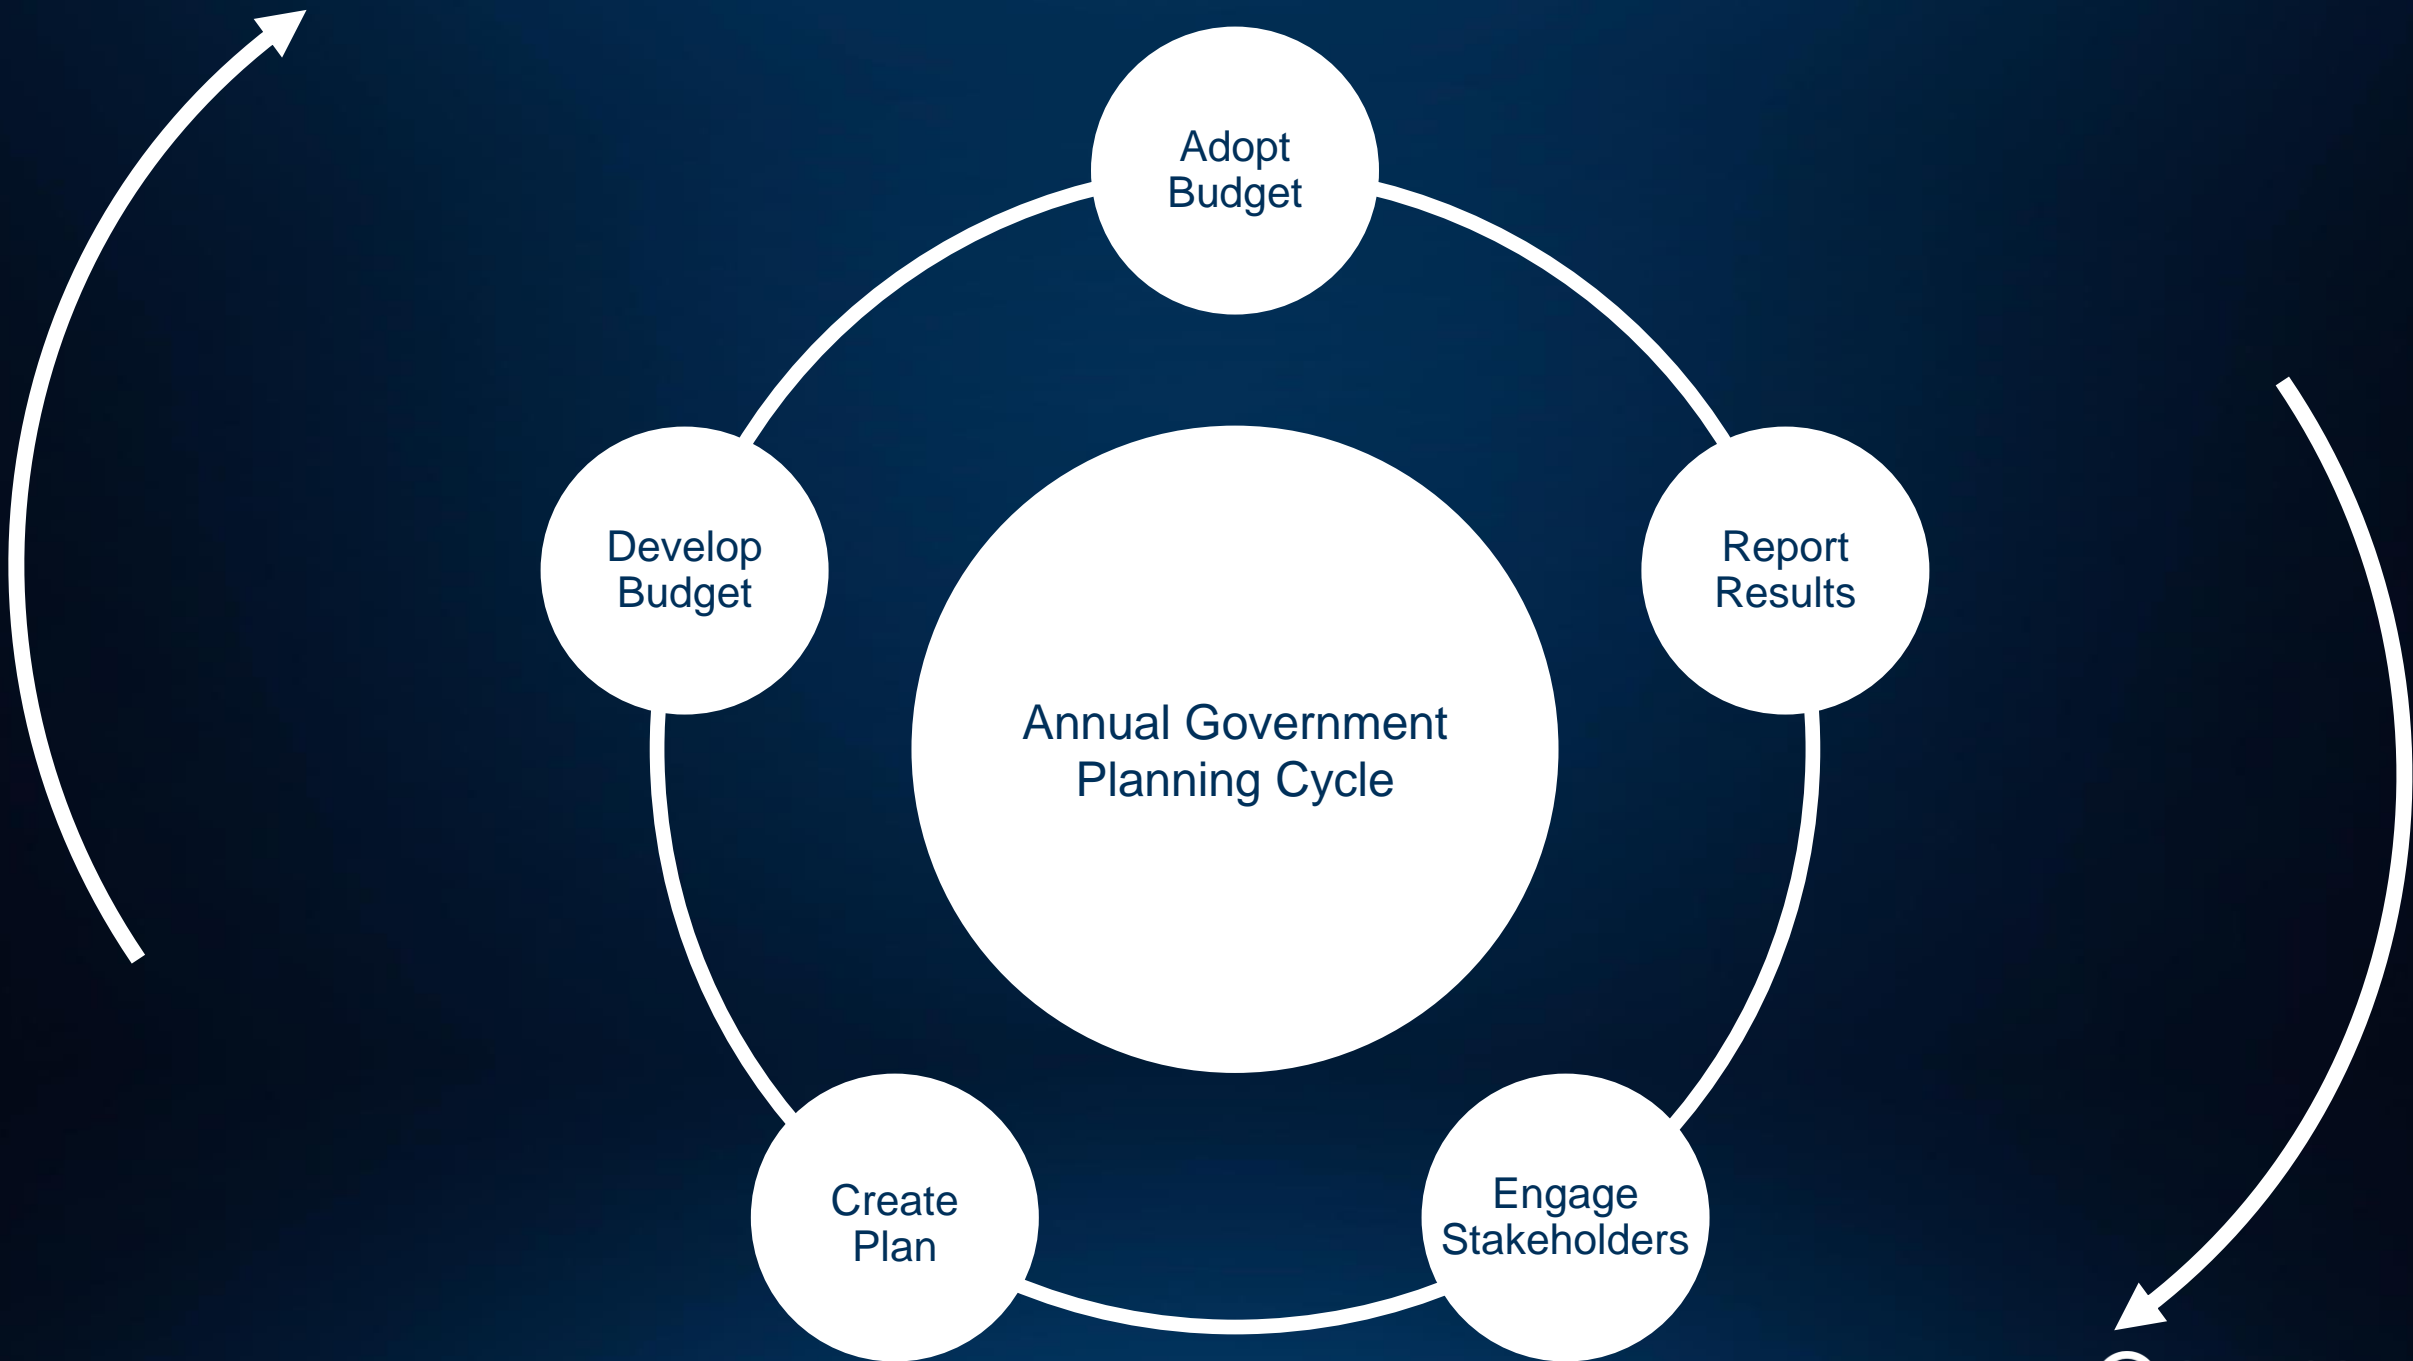 Adopt
Budget
Develop
Budget
Report
Results
Annual Government
Planning Cycle
Create
Plan
Engage
Stakeholders